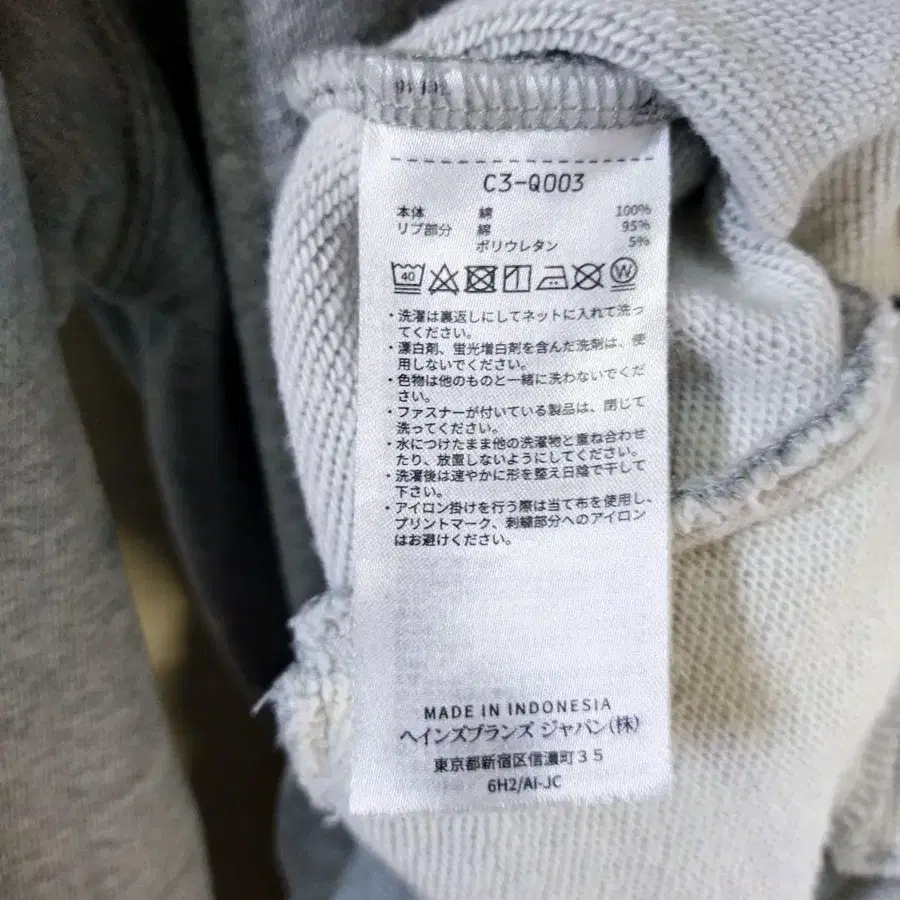 C3-Q003
本体 綿 100%
リブ部分 綿 95%
ポリウレタン 5%
40 W
・洗濯は裏返しにしてネットに入れて洗っ
てください。
・漂白剤、蛍光増白剤を含んだ洗剤は、使
用しないでください。
・色物は他のものと一緒に洗わないでくだ
さい。
・ファスナーが付いている製品は、閉じて
洗ってください。
・水につけたまま他の洗濯物と重ね合わせ
たり、放置しないようにしてください。
・洗濯後は速やかに形を整え日陰で干して
下さい。
・アイロン掛けを行う際は当て布を使用し、
プリントマーク、刺繍部分へのアイロン
はお避けください。
MADE IN INDONESIA
ヘインズブランズ ジャパン(株)
東京都新宿区信濃町35
6H2/AI-JC